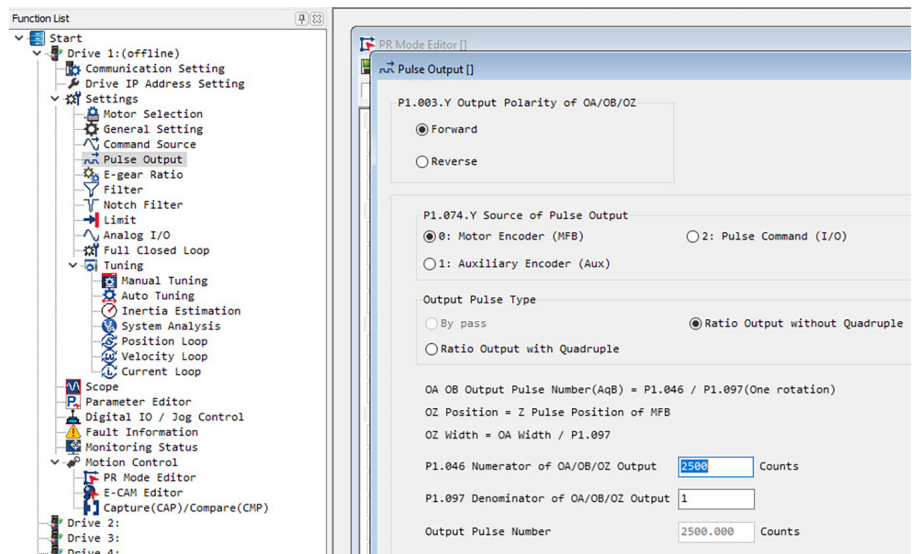 Function List
Start
Drive 1:(offline)
Communication Setting
Drive IP Address Setting
Settings
Motor Selection
General Setting
Command Source
Pulse Output
E-gear Ratio
Filter
Notch Filter
Limit
Analog I/O
Full Closed Loop
Tuning
Manual Tuning
Auto Tuning
Inertia Estimation
System Analysis
Position Loop
Velocity Loop
Current Loop
Scope
Parameter Editor
Digital IO / Jog Control
Fault Information
Monitoring Status
Motion Control
PR Mode Editor
E-CAM Editor
Capture(CAP)/Compare(CMP)
Drive 2:
Drive 3:
Drive 4:
PR Mode Editor []
Pulse Output []
P1.003.Y Output Polarity of OA/OB/OZ
Forward
Reverse
P1.074.Y Source of Pulse Output
0: Motor Encoder (MFB)
2: Pulse Command (I/O)
1: Auxiliary Encoder (Aux)
Output Pulse Type
By pass
Ratio Output without Quadruple
Ratio Output with Quadruple
OA OB Output Pulse Number(AqB) = P1.046 / P1.097(One rotation)
OZ Position = Z Pulse Position of MFB
OZ Width = OA Width / P1.097
P1.046 Numerator of OA/OB/OZ Output 2500 Counts
P1.097 Denominator of OA/OB/OZ Output 1
Output Pulse Number 2500.000 Counts